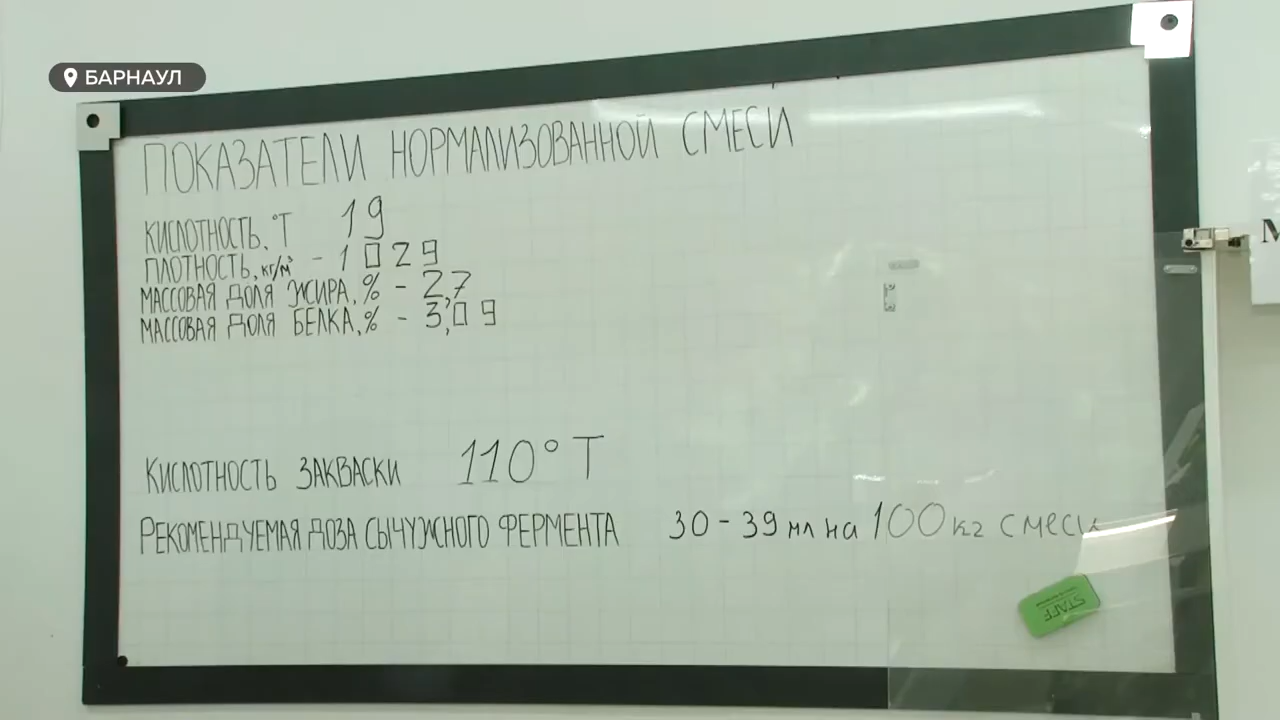 БАРНАУЛ
ПОКАЗАТЕЛИ НОРМАЛИЗОВАННОЙ СМЕСИ
КИСЛОТНОСТЬ, °Т 19
ПЛОТНОСТЬ, кг/м³ - 1029
МАССОВАЯ ДОЛЯ ЖИРА, % - 2,7
МАССОВАЯ ДОЛЯ БЕЛКА, % - 3,09
КИСЛОТНОСТЬ ЗАКВАСКИ 110°Т
РЕКОМЕНДУЕМАЯ ДОЗА СЫЧУЖНОГО ФЕРМЕНТА 30-39 мл на 100 кг смеси
STAFF
М